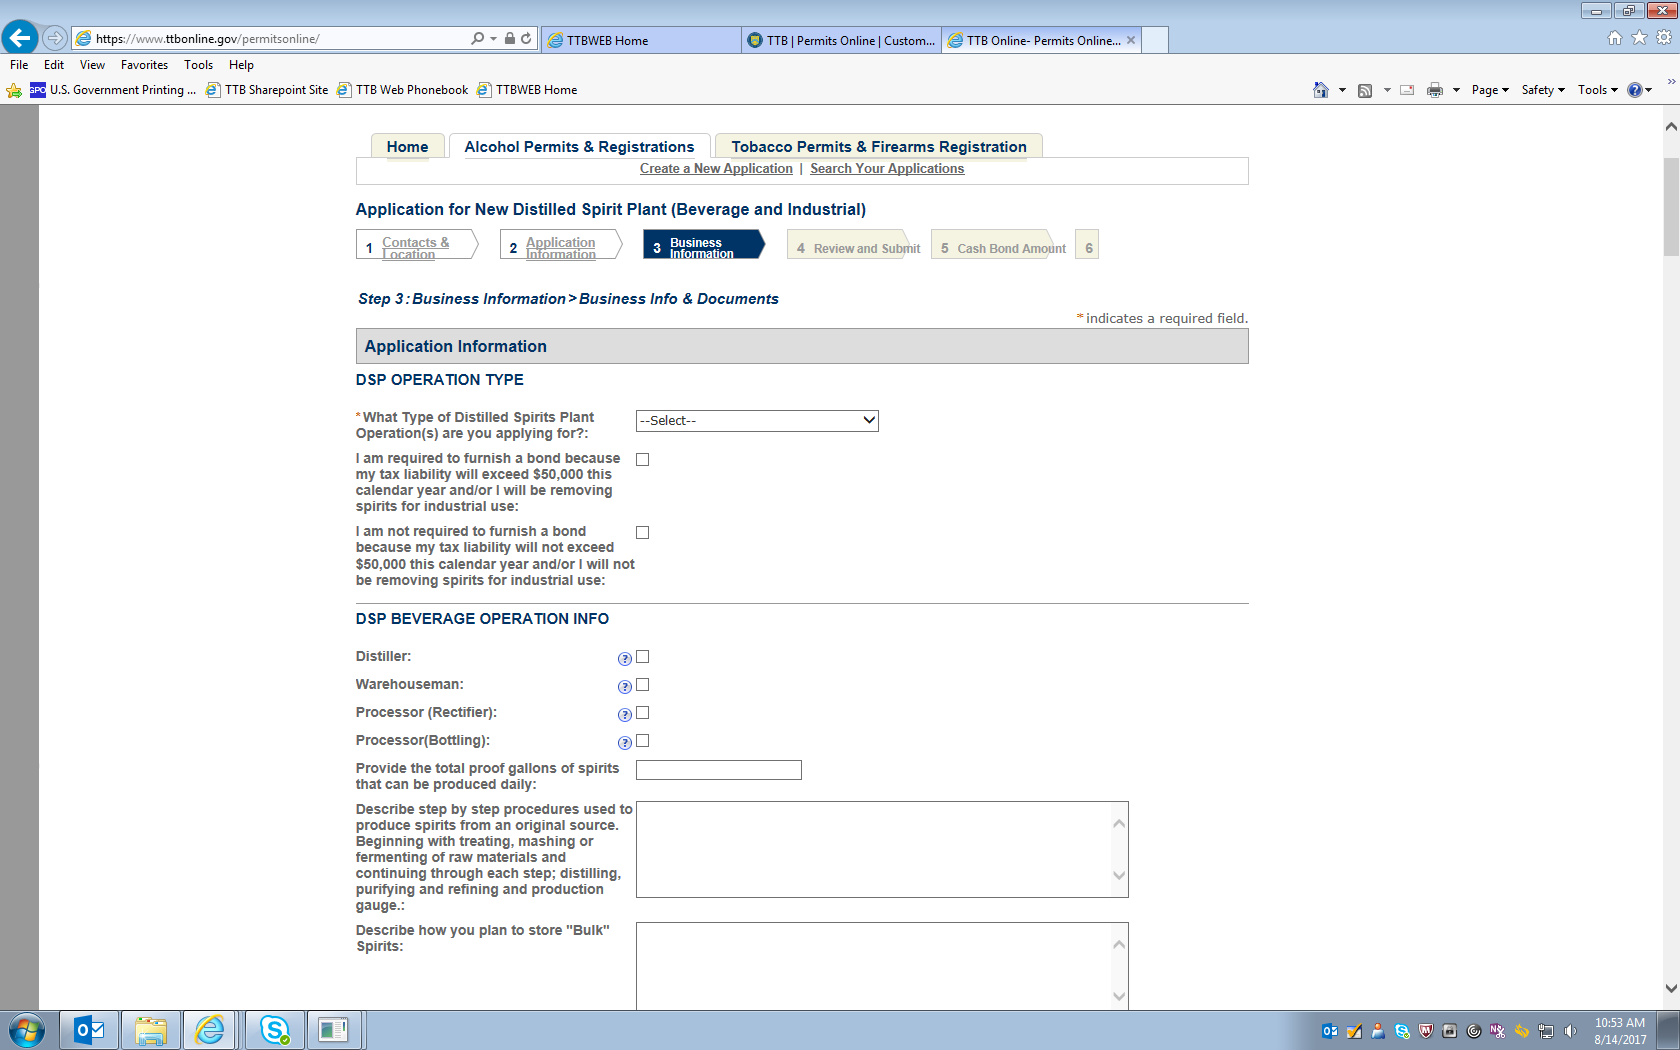 https://www.ttbonline.gov/permitsonline/
TTBWEB Home
TTB | Permits Online | Custom...
TTB Online- Permits Online...
File Edit View Favorites Tools Help
GPO U.S. Government Printing ... TTB Sharepoint Site TTB Web Phonebook TTBWEB Home
Page Safety Tools
Home Alcohol Permits & Registrations Tobacco Permits & Firearms Registration
Create a New Application | Search Your Applications
Application for New Distilled Spirit Plant (Beverage and Industrial)
1 Contacts & Location
2 Application Information
3 Business Information
4 Review and Submit
5 Cash Bond Amount
6
Step 3: Business Information > Business Info & Documents
* indicates a required field.
Application Information
DSP OPERATION TYPE
*What Type of Distilled Spirits Plant
Operation(s) are you applying for?:
--Select--
I am required to furnish a bond because
my tax liability will exceed $50,000 this
calendar year and/or I will be removing
spirits for industrial use:
I am not required to furnish a bond
because my tax liability will not exceed
$50,000 this calendar year and/or I will not
be removing spirits for industrial use:
DSP BEVERAGE OPERATION INFO
Distiller:
Warehouseman:
Processor (Rectifier):
Processor(Bottling):
Provide the total proof gallons of spirits
that can be produced daily:
Describe step by step procedures used to
produce spirits from an original source.
Beginning with treating, mashing or
fermenting of raw materials and
continuing through each step; distilling,
purifying and refining and production
gauge.:
Describe how you plan to store "Bulk"
Spirits:
10:53 AM
8/14/2017